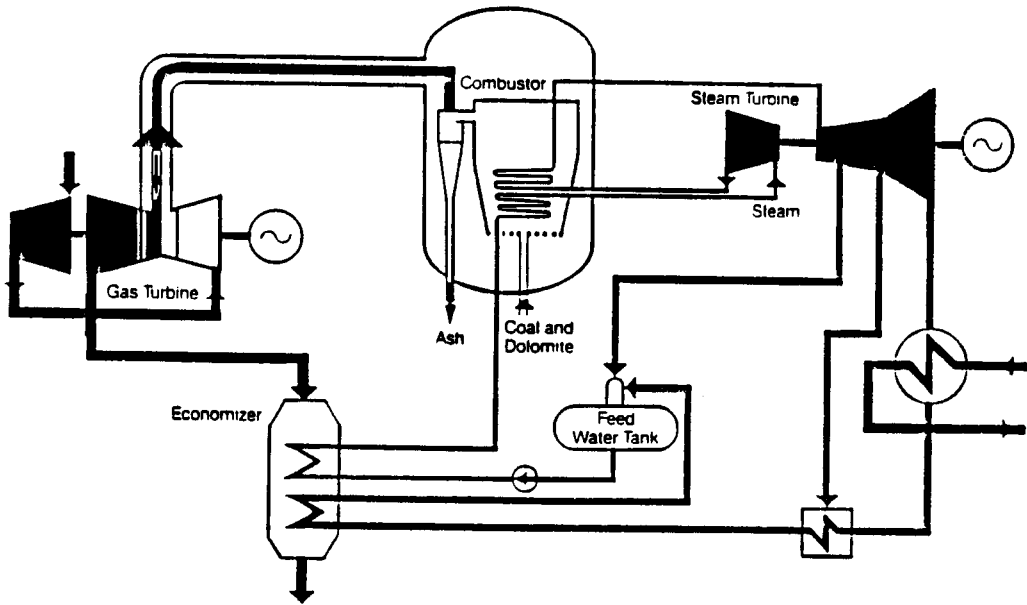 Combustor
Steam Turbine
Steam
Gas Turbine
Ash
Coal and
Dolomite
Economizer
Feed
Water Tank